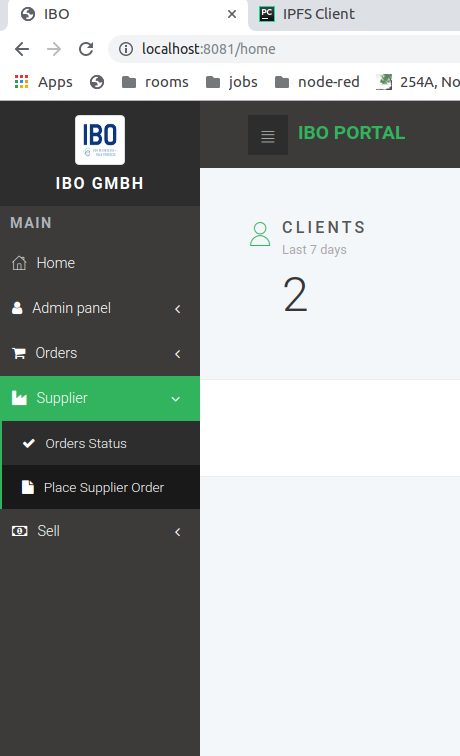 IBO
PC
IPFS Client
localhost:8081/home
Apps
rooms
jobs
node-red
254A, No
IBO
IBO GMBH
IBO PORTAL
MAIN
Home
Admin panel
Orders
Supplier
Orders Status
Place Supplier Order
Sell
CLIENTS
Last 7 days
2